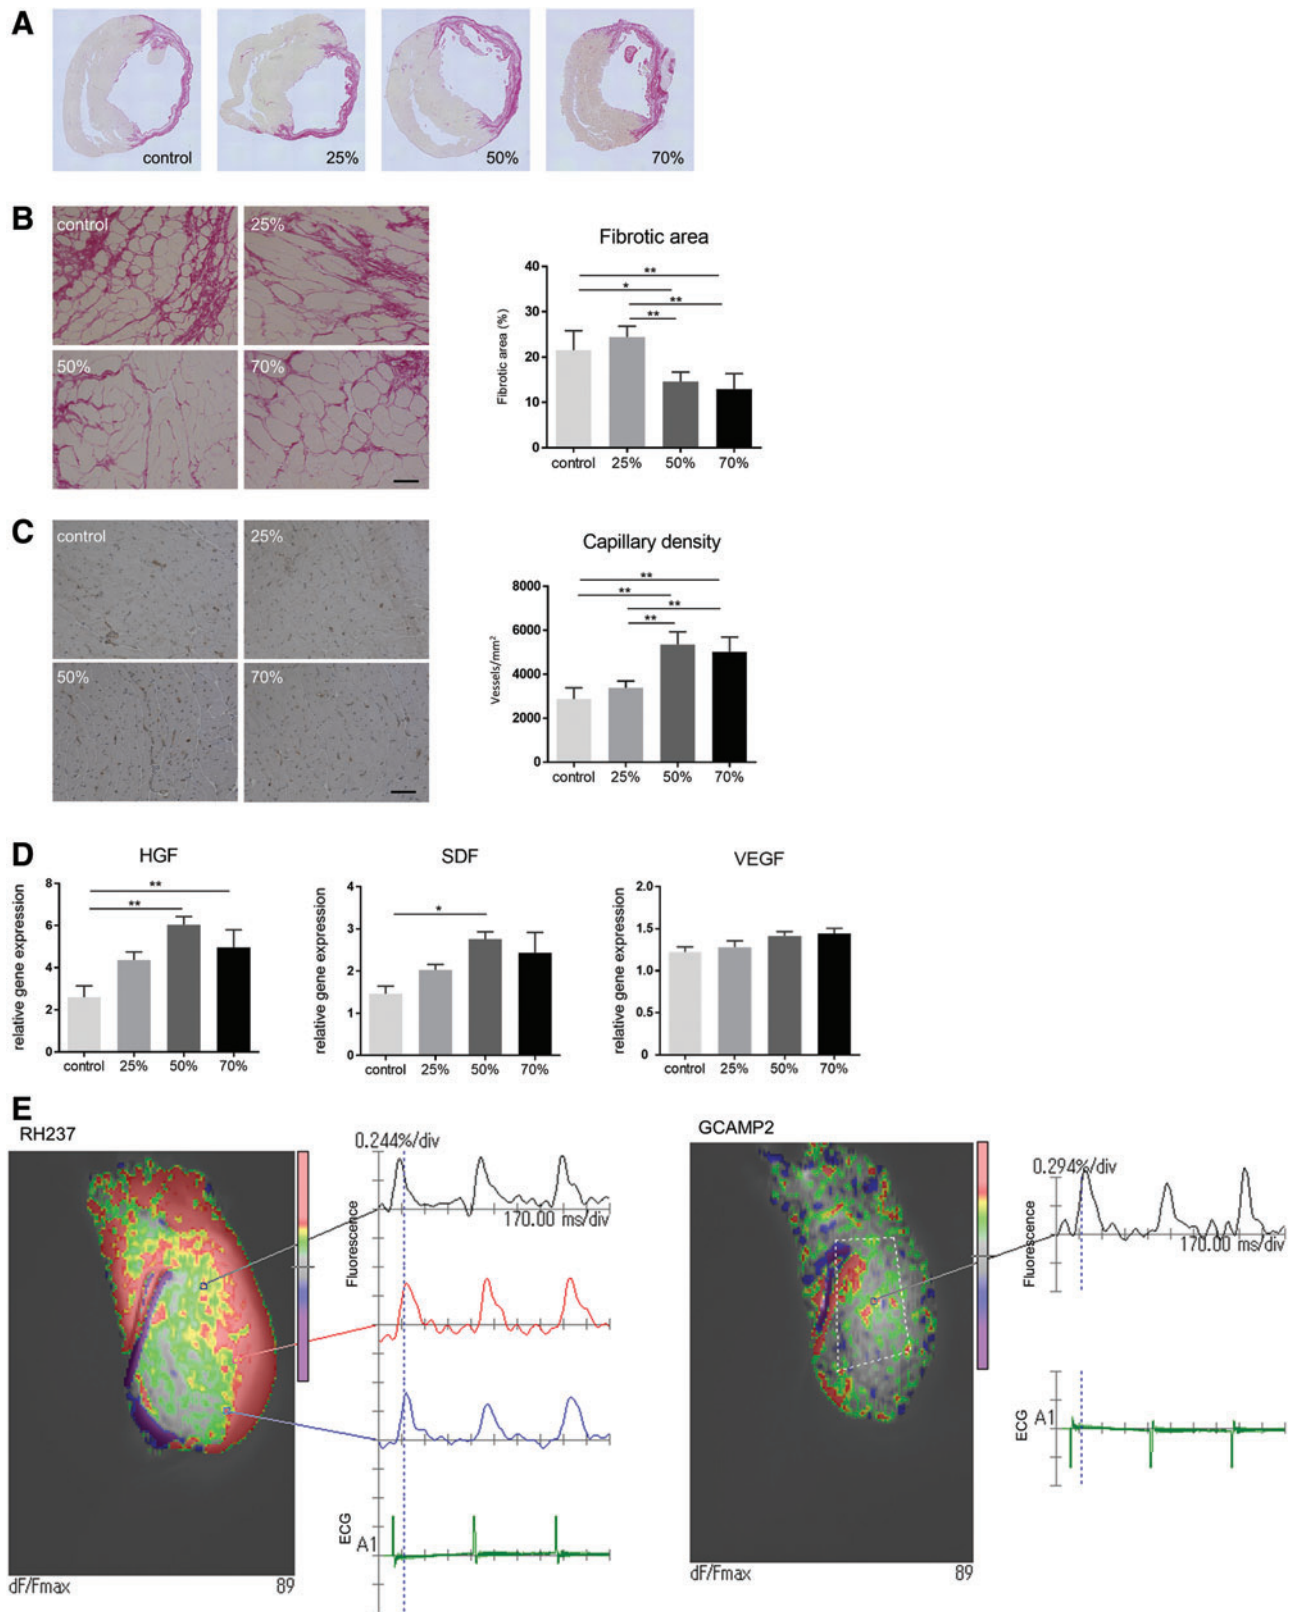 A
control
25%
50%
70%
B
control
25%
50%
70%
Fibrotic area
Fibrotic area (%)
40
30
20
10
0
**
*
**
**
control 25% 50% 70%
C
control
25%
50%
70%
Capillary density
Vessels/mm²
8000
6000
4000
2000
0
**
**
**
**
control 25% 50% 70%
D
HGF
relative gene expression
8
6
4
2
0
**
**
control 25% 50% 70%
SDF
relative gene expression
4
3
2
1
0
*
control 25% 50% 70%
VEGF
relative gene expression
2.0
1.5
1.0
0.5
0
control 25% 50% 70%
E
RH237
0.244%/div
Fluorescence
170.00 ms/div
ECG
A1
dF/Fmax 89
GCAMP2
0.294%/div
Fluorescence
170.00 ms/div
ECG
A1
dF/Fmax 89